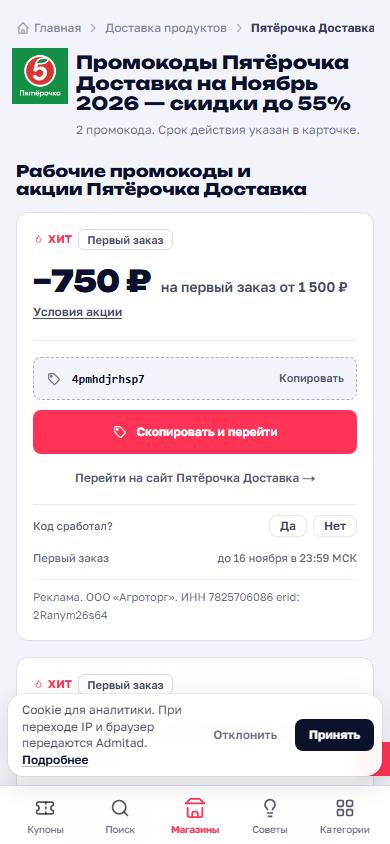 Главная > Доставка продуктов > Пятёрочка Доставка
5
Пятёрочка
Промокоды Пятёрочка
Доставка на Ноябрь
2026 — скидки до 55%
2 промокода. Срок действия указан в карточке.
Рабочие промокоды и
акции Пятёрочка Доставка
ХИТ Первый заказ
−750 ₽ на первый заказ от 1 500 ₽
Условия акции
4pmhdjrhsp7 Копировать
Скопировать и перейти
Перейти на сайт Пятёрочка Доставка →
Код сработал? Да Нет
Первый заказ до 16 ноября в 23:59 МСК
Реклама. ООО «Агроторг». ИНН 7825706086 erid:
2Ranym26s64
ХИТ Первый заказ
Cookie для аналитики. При
переходе IP и браузер
передаются Admitad.
Подробнее
Отклонить Принять
Купоны Поиск Магазины Советы Категории